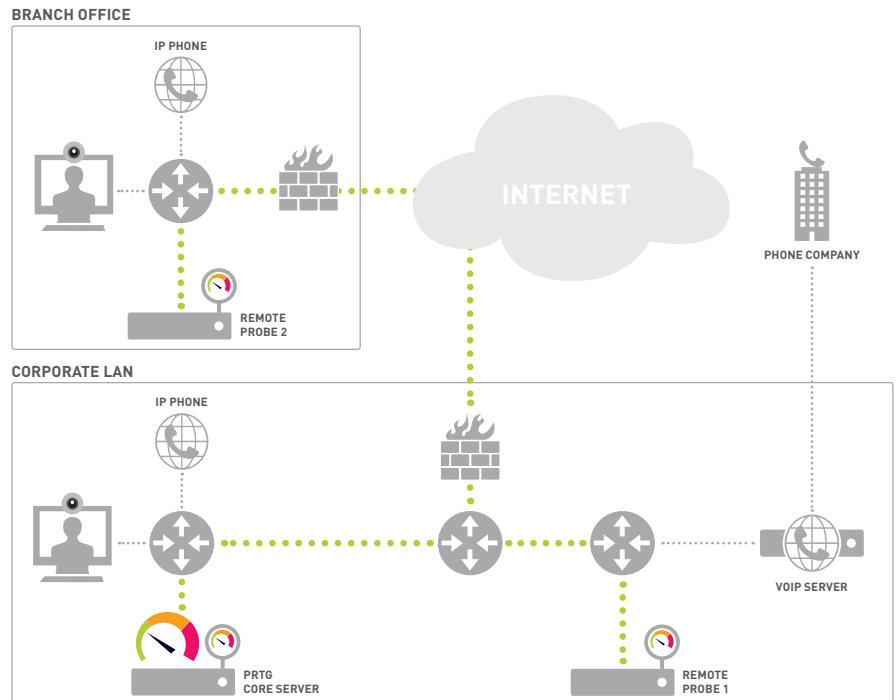 BRANCH OFFICE
IP PHONE
INTERNET
PHONE COMPANY
REMOTE
PROBE 2
CORPORATE LAN
IP PHONE
VOIP SERVER
PRTG
CORE SERVER
REMOTE
PROBE 1